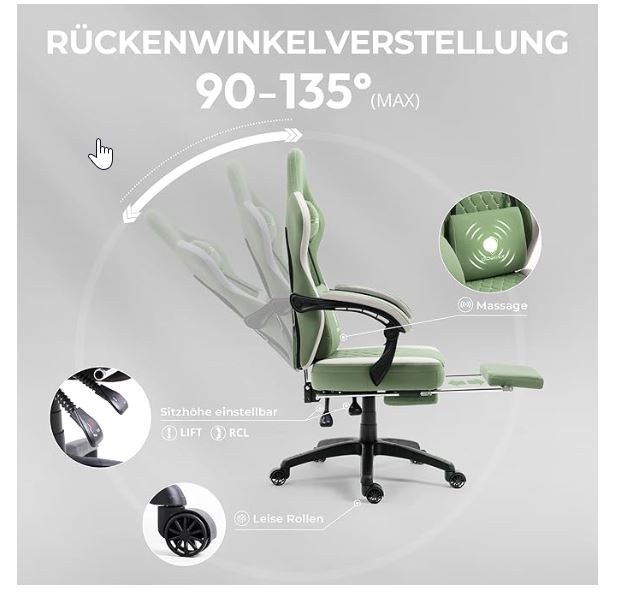 RÜCKENWINKELVERSTELLUNG
90-135° (MAX)
Massage
Sitzhöhe einstellbar
LIFT RCL
Leise Rollen